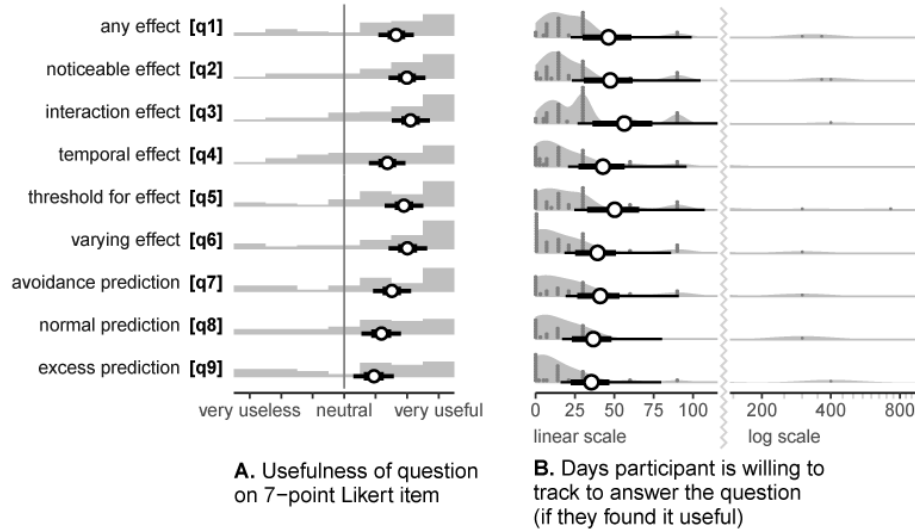 any effect [q1]
noticeable effect [q2]
interaction effect [q3]
temporal effect [q4]
threshold for effect [q5]
varying effect [q6]
avoidance prediction [q7]
normal prediction [q8]
excess prediction [q9]
very useless neutral very useful
0 25 50 75 100 200 400 800
linear scale log scale
A. Usefulness of question
on 7−point Likert item
B. Days participant is willing to
track to answer the question
(if they found it useful)